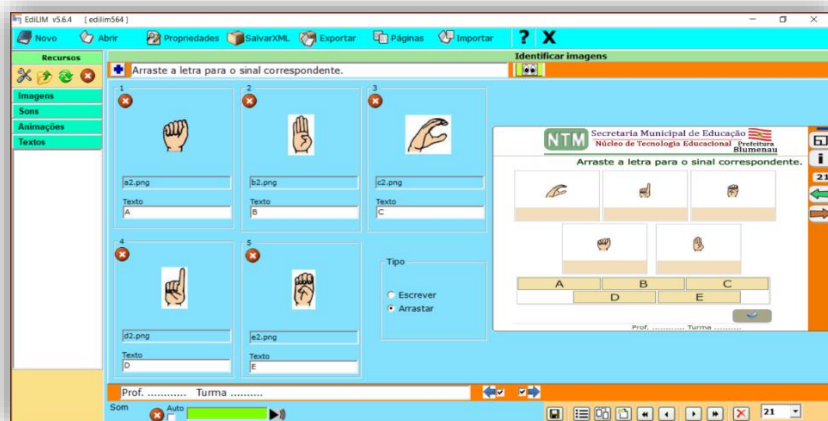 EdiLIM v5.6.4 [ edilim564 ]
Novo Abrir Propriedades SalvarXML Exportar Páginas Importar ? X
Recursos
Identificar imagens
Arraste a letra para o sinal correspondente.
Imagens
Sons
Animações
Textos
1
2
3
a2.png
b2.png
c2.png
Texto
Texto
Texto
A
B
C
4
5
d2.png
e2.png
Texto
Texto
D
E
Tipo
Escrever
Arrastar
NTM
Secretaria Municipal de Educação
Núcleo de Tecnologia Educacional
Prefeitura
Blumenau
Arraste a letra para o sinal correspondente.
A B C
D E
Prof. ............ Turma ..........
i
21
Prof. ............ Turma ..........
Som
Auto
21